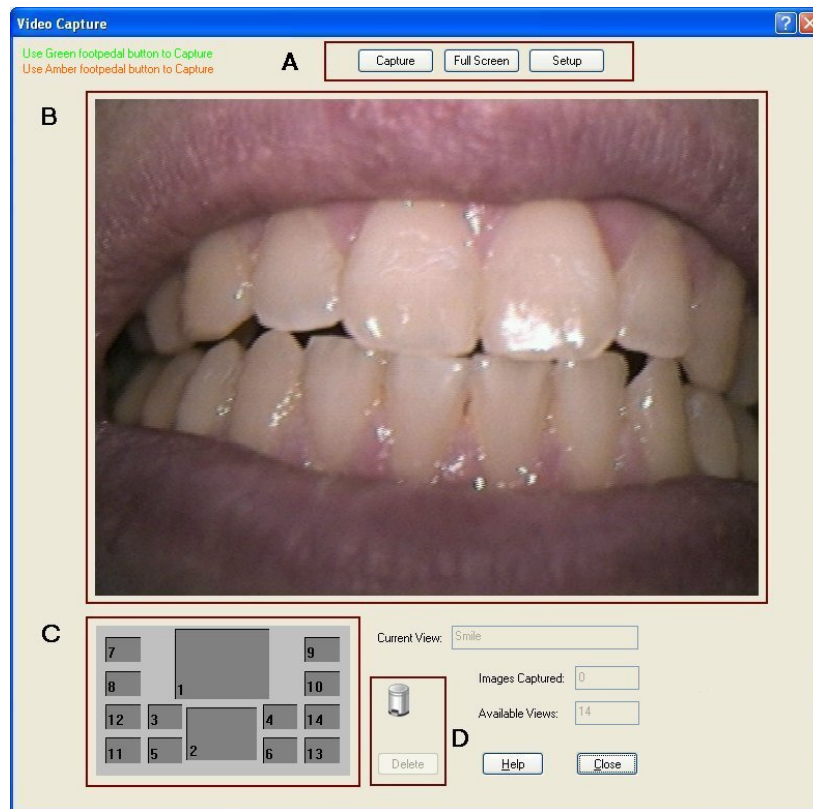 Video Capture
Use Green footpedal button to Capture
Use Amber footpedal button to Capture
A
Capture Full Screen Setup
B
C
7 1 9
8 10
12 3 2 4 14
11 5 6 13
Current View: Smile
Images Captured: 0
Available Views: 14
D
Delete Help Close